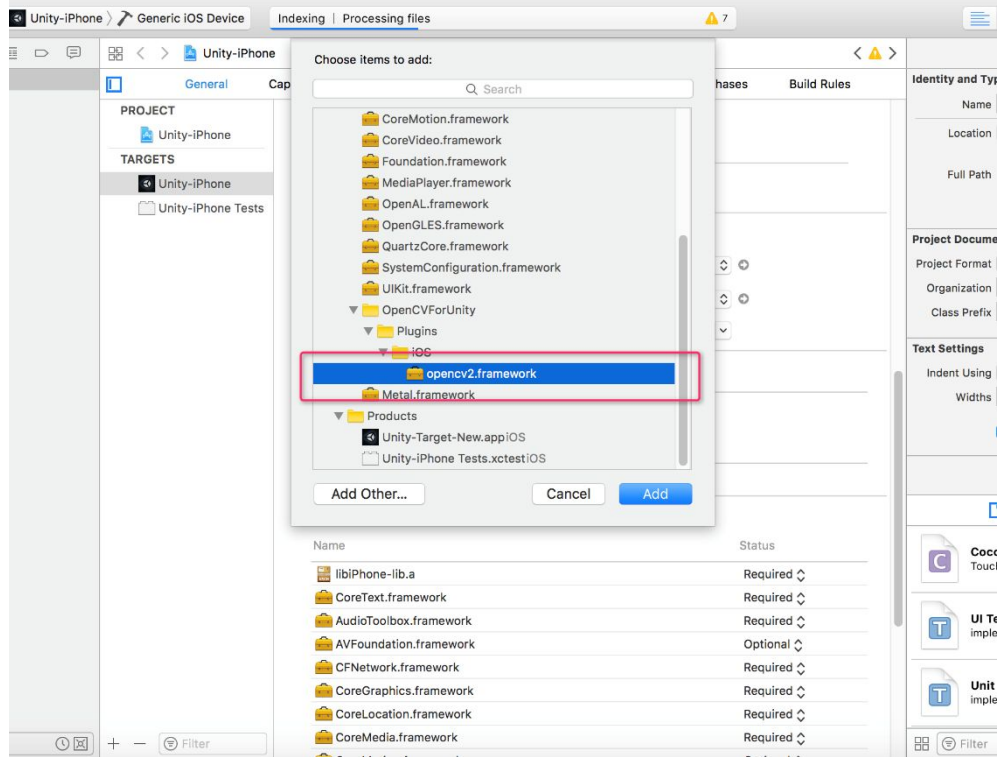 Unity-iPhone
Generic iOS Device
Indexing | Processing files
7
Unity-iPhone
General
Cap
hases
Build Rules
PROJECT
Unity-iPhone
TARGETS
Unity-iPhone
Unity-iPhone Tests
Choose items to add:
Search
CoreMotion.framework
CoreVideo.framework
Foundation.framework
MediaPlayer.framework
OpenAL.framework
OpenGLES.framework
QuartzCore.framework
SystemConfiguration.framework
UIKit.framework
OpenCVForUnity
Plugins
iOS
opencv2.framework
Metal.framework
Products
Unity-Target-New.app iOS
Unity-iPhone Tests.xctest iOS
Add Other...
Cancel
Add
Name Status
libiPhone-lib.a Required
CoreText.framework Required
AudioToolbox.framework Required
AVFoundation.framework Optional
CFNetwork.framework Required
CoreGraphics.framework Required
CoreLocation.framework Required
CoreMedia.framework Required
Filter
Identity and Typ
Name
Location
Full Path
Project Docume
Project Format
Organization
Class Prefix
Text Settings
Indent Using
Widths
C
Coco
Touch
T
UI Te
imple
T
Unit
imple
Filter